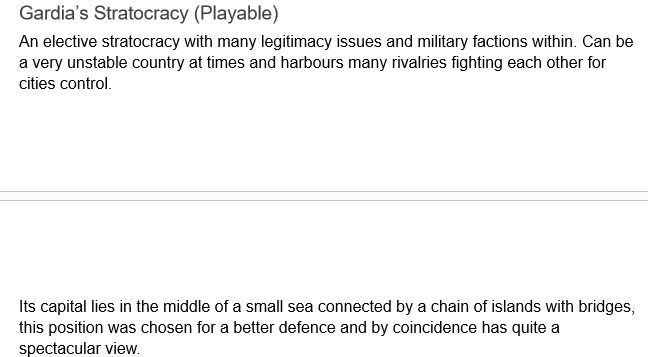 Gardia's Stratocracy (Playable)
An elective stratocracy with many legitimacy issues and military factions within. Can be
a very unstable country at times and harbours many rivalries fighting each other for
cities control.
Its capital lies in the middle of a small sea connected by a chain of islands with bridges,
this position was chosen for a better defence and by coincidence has quite a
spectacular view.